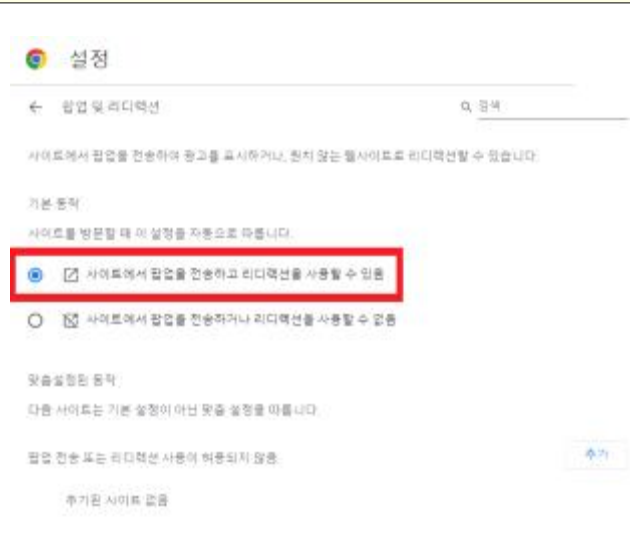 설정
팝업 및 리디렉션
검색
사이트에서 팝업을 전송하여 광고를 표시하거나, 원치 않는 웹사이트로 리디렉션할 수 있습니다.
기본 동작
사이트를 방문할 때 이 설정을 자동으로 따릅니다.
사이트에서 팝업을 전송하고 리디렉션을 사용할 수 있음
사이트에서 팝업을 전송하거나 리디렉션을 사용할 수 없음
맞춤설정된 동작
다음 사이트는 기본 설정이 아닌 맞춤 설정을 따릅니다.
팝업 전송 또는 리디렉션 사용이 허용되지 않음
추가
추가된 사이트 없음